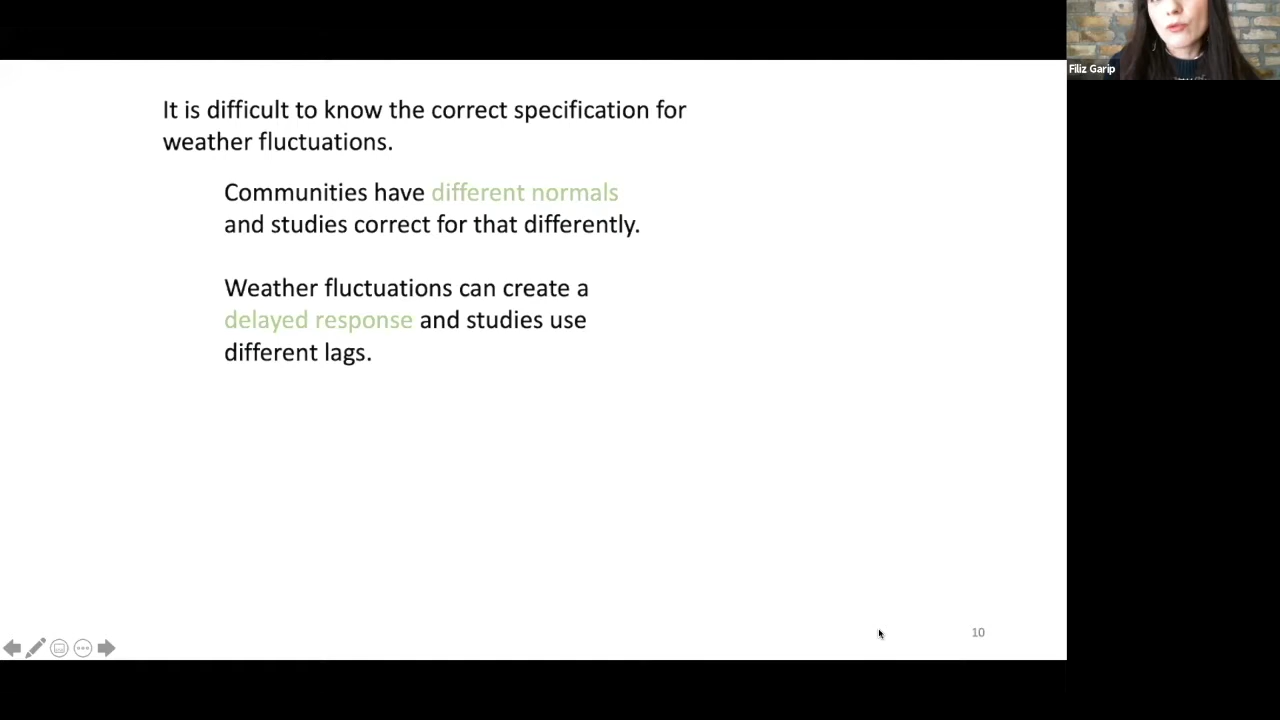 Filiz Garip
It is difficult to know the correct specification for
weather fluctuations.
Communities have different normals
and studies correct for that differently.
Weather fluctuations can create a
delayed response and studies use
different lags.
10